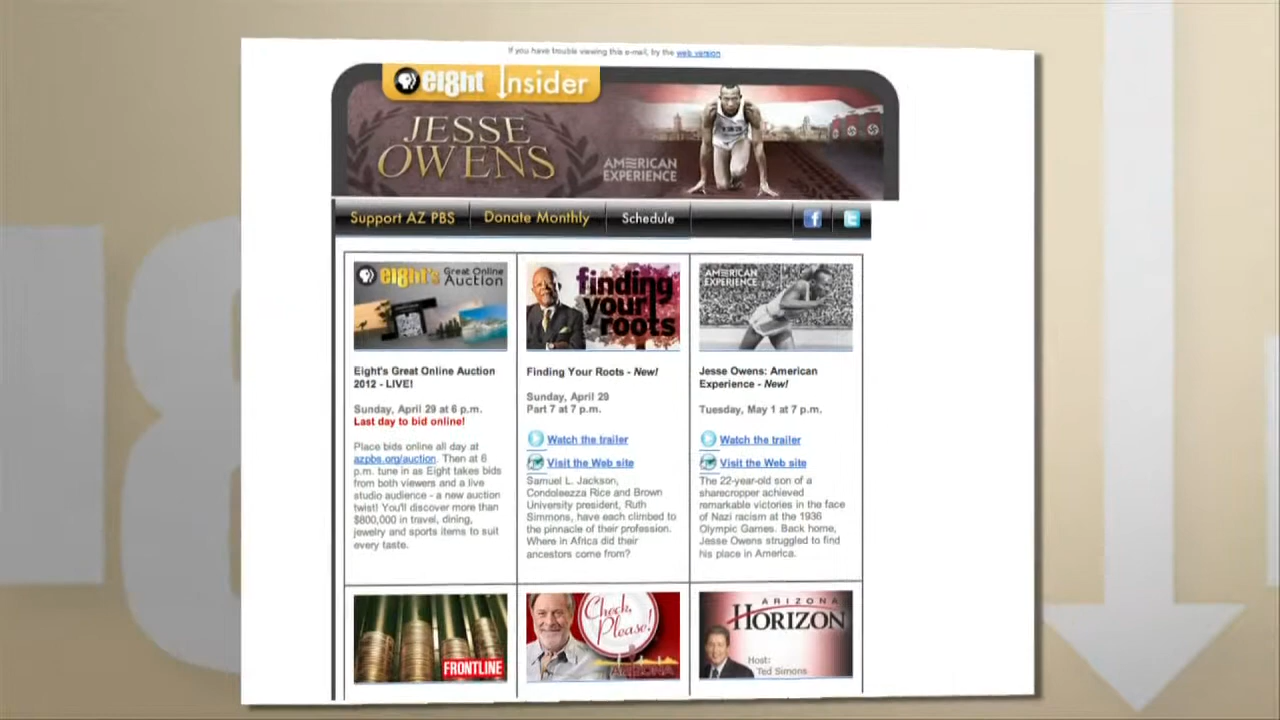 If you have trouble viewing this e-mail, try the web version
eight Insider
JESSE
OWENS
AMERICAN
EXPERIENCE
Support AZ PBS
Donate Monthly
Schedule
eight's Great Online
Auction
Eight's Great Online Auction
2012 - LIVE!
Sunday, April 29 at 6 p.m.
Last day to bid online!
Place bids online all day at
azpbs.org/auction. Then at 6
p.m. tune in as Eight takes bids
from both viewers and a live
studio audience - a new auction
twist! You'll discover more than
$800,000 in travel, dining,
jewelry and sports items to suit
every taste.
finding
your
roots
Finding Your Roots - New!
Sunday, April 29
Part 7 at 7 p.m.
Watch the trailer
Visit the Web site
Samuel L. Jackson,
Condoleezza Rice and Brown
University president, Ruth
Simmons, have each climbed to
the pinnacle of their profession.
Where in Africa did their
ancestors come from?
AMERICAN
EXPERIENCE
Jesse Owens: American
Experience - New!
Tuesday, May 1 at 7 p.m.
Watch the trailer
Visit the Web site
The 22-year-old son of a
sharecropper achieved
remarkable victories in the face
of Nazi racism at the 1936
Olympic Games. Back home,
Jesse Owens struggled to find
his place in America.
FRONTLINE
Check,
Please!
ARIZONA
ARIZONA
HORIZON
Host:
Ted Simons